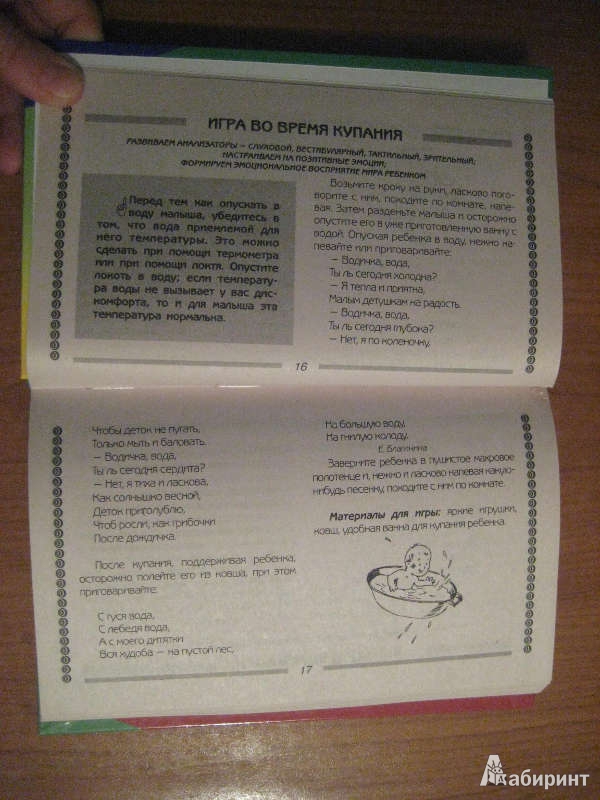 ИГРА ВО ВРЕМЯ КУПАНИЯ
РАЗВИВАЕМ АНАЛИЗАТОРЫ – СЛУХОВОЙ, ВЕСТИБУЛЯРНЫЙ, ТАКТИЛЬНЫЙ, ЗРИТЕЛЬНЫЙ;
НАСТРАИВАЕМ НА ПОЗИТИВНЫЕ ЭМОЦИИ;
ФОРМИРУЕМ ЭМОЦИОНАЛЬНОЕ ВОСПРИЯТИЕ МИРА РЕБЕНКОМ
Перед тем как опускать в
воду малыша, убедитесь в
том, что вода приемлемой для
него температуры. Это можно
сделать при помощи термометра
или при помощи локтя. Опустите
локоть в воду; если температу-
ра воды не вызывает у вас дис-
комфорта, то и для малыша эта
температура нормальна.
Возьмите кроху на руки, ласково пого-
ворите с ним, походите по комнате, напе-
вая. Затем разденьте малыша и осторожно
опустите его в уже приготовленную ванну с
водой. Опуская ребенка в воду, нежно на-
певайте или приговаривайте:
– Водичка, вода,
Ты ль сегодня холодна?
– Я тепла и приятна,
Малым детушкам на радость.
– Водичка, вода,
Ты ль сегодня глубока?
– Нет, я по коленочку,
16
Чтобы деток не пугать,
Только мыть и баловать.
– Водичка, вода,
Ты ль сегодня сердита?
– Нет, я тиха и ласкова,
Как солнышко весной,
Деток приголублю,
Чтоб росли, как грибочки
После дождичка.
После купания, поддерживая ребенка,
осторожно полейте его из ковша, при этом
приговаривайте:
С гуся вода,
С лебедя вода,
А с моего дитятки
Вся худоба – на пустой лес,
На большую воду,
На гнилую колоду.
Е. Благинина
Заверните ребенка в пушистое махровое
полотенце и, нежно и ласково напевая какую-
нибудь песенку, походите с ним по комнате.
Материалы для игры: яркие игрушки,
ковш, удобная ванна для купания ребенка.
17
Лабиринт